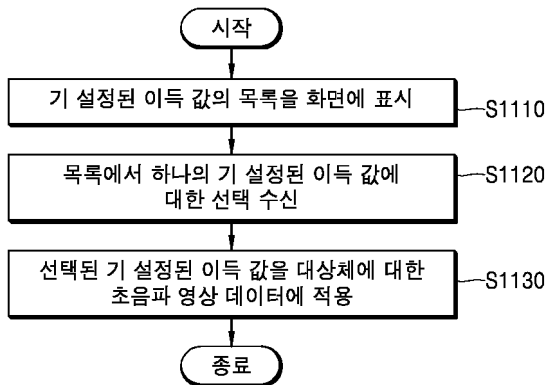 시작
기 설정된 이득 값의 목록을 화면에 표시
S1110
목록에서 하나의 기 설정된 이득 값에
대한 선택 수신
S1120
선택된 기 설정된 이득 값을 대상체에 대한
초음파 영상 데이터에 적용
S1130
종료